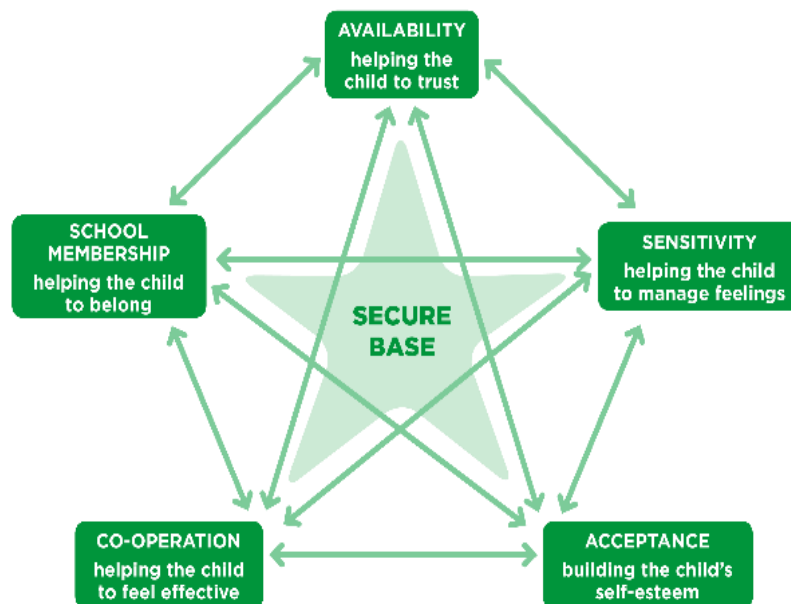 AVAILABILITY
helping the
child to trust
SCHOOL
MEMBERSHIP
helping the child
to belong
SENSITIVITY
helping the child
to manage feelings
SECURE
BASE
CO-OPERATION
helping the child
to feel effective
ACCEPTANCE
building the child's
self-esteem